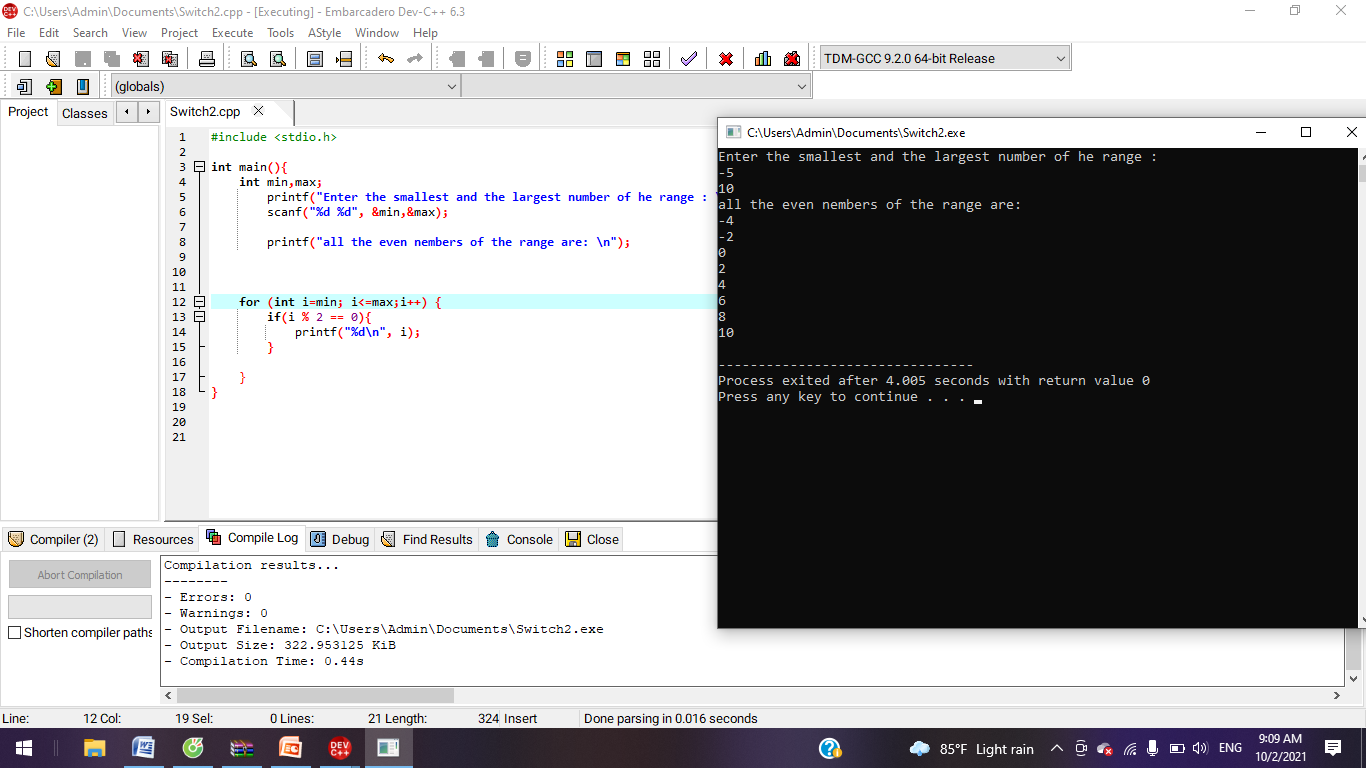 C:\Users\Admin\Documents\Switch2.cpp - [Executing] - Embarcadero Dev-C++ 6.3
File Edit Search View Project Execute Tools AStyle Window Help
TDM-GCC 9.2.0 64-bit Release
(globals)
Project Classes
Switch2.cpp
1 #include <stdio.h>
2
3 int main(){
4 int min,max;
5 printf("Enter the smallest and the largest number of he range :
6 scanf("%d %d", &min,&max);
7
8 printf("all the even nembers of the range are: \n");
9
10
11
12 for (int i=min; i<=max;i++) {
13 if(i % 2 == 0){
14 printf("%d\n", i);
15 }
16
17 }
18 }
19
20
21
C:\Users\Admin\Documents\Switch2.exe
Enter the smallest and the largest number of he range :
-5
10
all the even nembers of the range are:
-4
-2
0
2
4
6
8
10
--------------------------------
Process exited after 4.005 seconds with return value 0
Press any key to continue . . .
Compiler (2) Resources Compile Log Debug Find Results Console Close
Abort Compilation
Shorten compiler paths
Compilation results...
--------
- Errors: 0
- Warnings: 0
- Output Filename: C:\Users\Admin\Documents\Switch2.exe
- Output Size: 322.953125 KiB
- Compilation Time: 0.44s
Line: 12 Col: 19 Sel: 0 Lines: 21 Length: 324 Insert Done parsing in 0.016 seconds
DEV C++
85°F Light rain
ENG
9:09 AM
10/2/2021